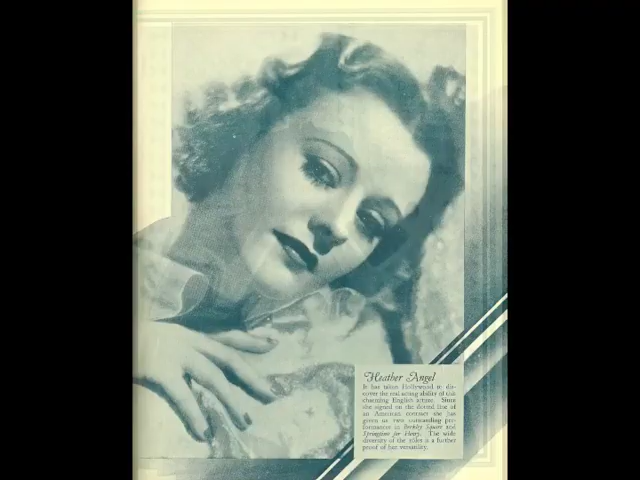 Heather Angel
It has taken Hollywood to dis-
cover the real acting ability of this
charming English actress. Since
she signed on the dotted line of
an American contract she has
given us two outstanding per-
formances in Berkeley Square and
Springtime for Henry. The wide
diversity of the roles is a further
proof of her versatility.